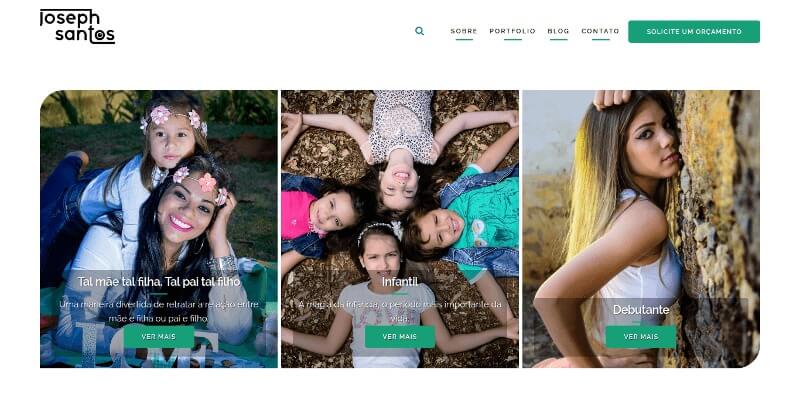 joseph
santos
SOBRE PORTFOLIO BLOG CONTATO SOLICITE UM ORÇAMENTO
Tal mãe tal filha, Tal pai tal filho
Uma maneira divertida de retratar a relação entre
mãe e filha ou pai e filho.
VER MAIS
Infantil
A magia da infância, o período mais importante da
vida.
VER MAIS
Debutante
VER MAIS